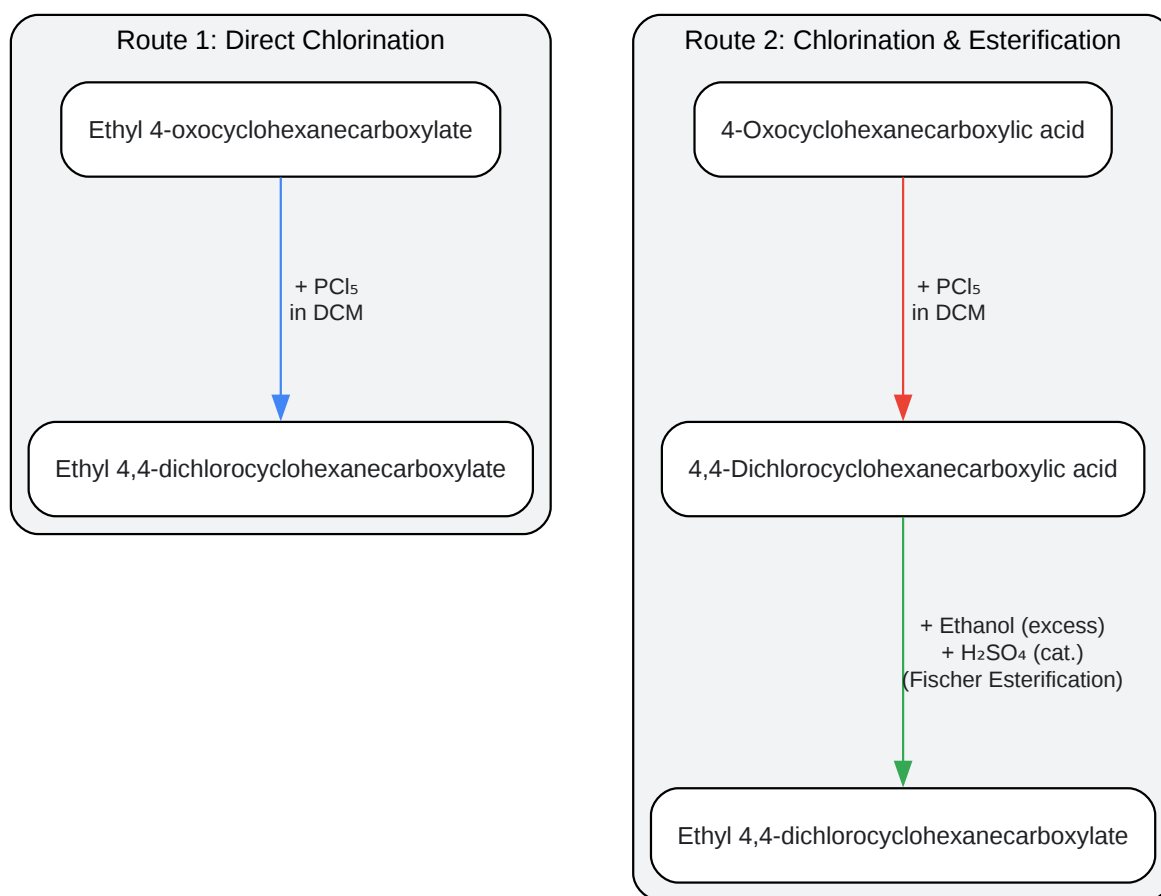 Route 1: Direct Chlorination
Ethyl 4-oxocyclohexanecarboxylate
+ PCl₅
in DCM
Ethyl 4,4-dichlorocyclohexanecarboxylate
Route 2: Chlorination & Esterification
4-Oxocyclohexanecarboxylic acid
+ PCl₅
in DCM
4,4-Dichlorocyclohexanecarboxylic acid
+ Ethanol (excess)
+ H₂SO₄ (cat.)
(Fischer Esterification)
Ethyl 4,4-dichlorocyclohexanecarboxylate